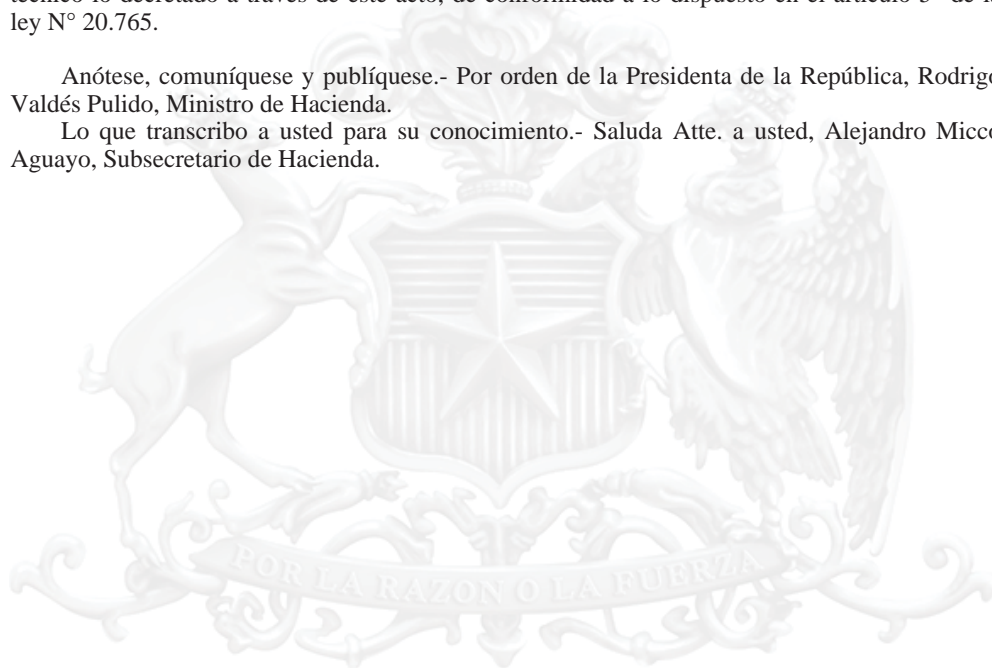 ley N° 20.765.
Anótese, comuníquese y publíquese.- Por orden de la Presidenta de la República, Rodrigo
Valdés Pulido, Ministro de Hacienda.
Lo que transcribo a usted para su conocimiento.- Saluda Atte. a usted, Alejandro Micco
Aguayo, Subsecretario de Hacienda.
POR LA RAZON O LA FUERZA